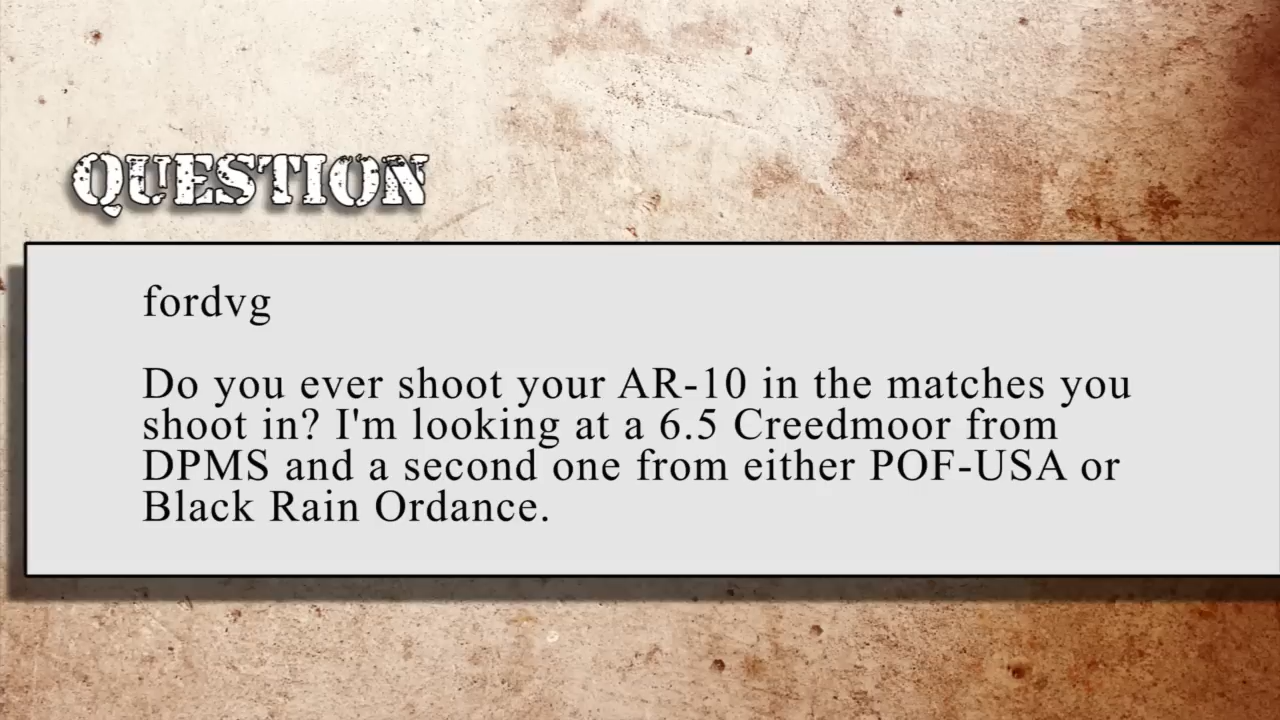 QUESTION
fordvg
Do you ever shoot your AR-10 in the matches you
shoot in? I'm looking at a 6.5 Creedmoor from
DPMS and a second one from either POF-USA or
Black Rain Ordance.